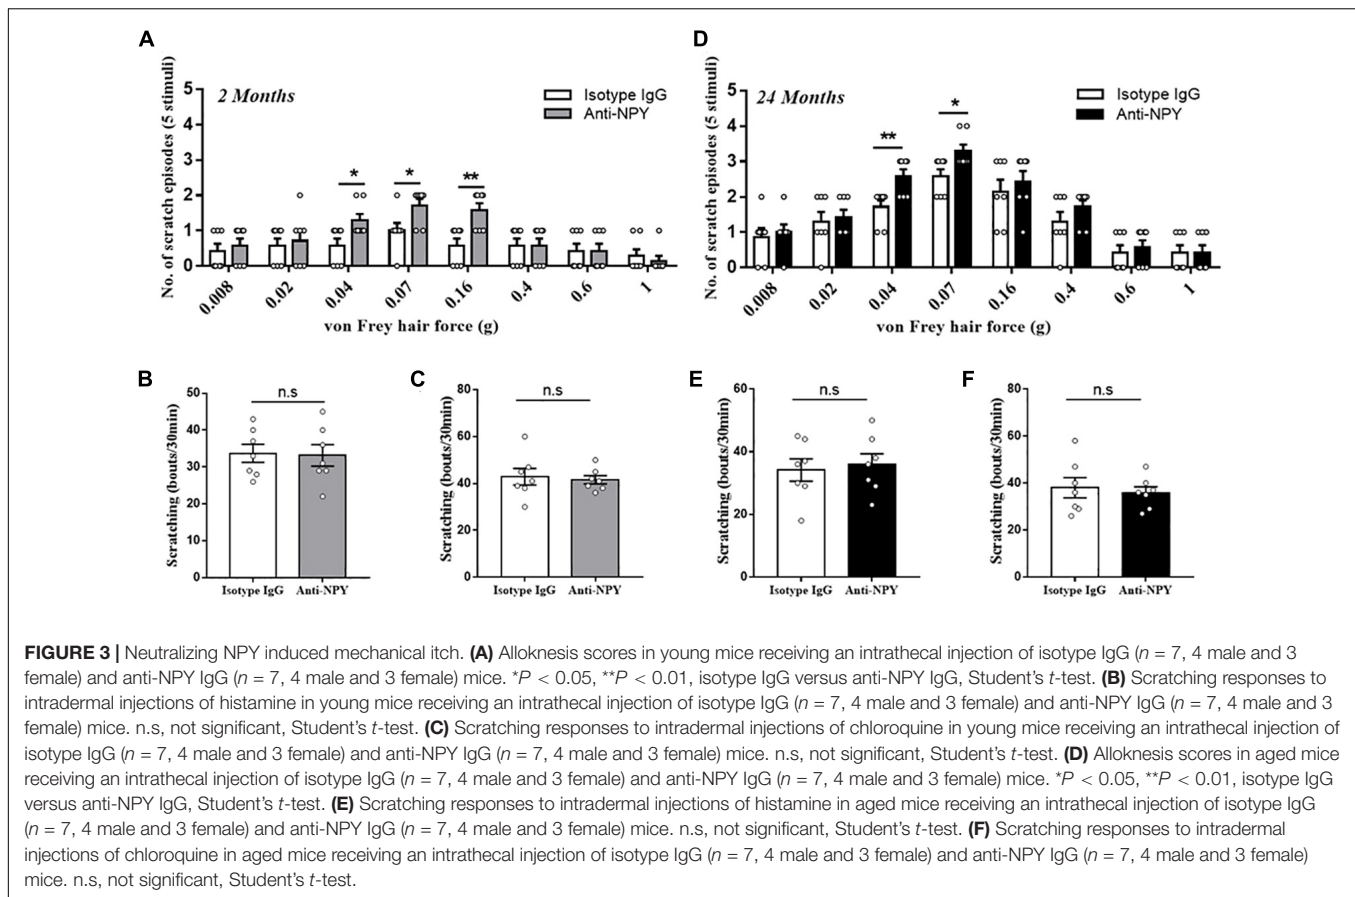 A
No. of scratch episodes (5 stimuli)
2 Months
Isotype IgG
Anti-NPY
5
4
3
2
1
0
*
*
**
0.008
0.02
0.04
0.07
0.16
0.4
0.6
1
von Frey hair force (g)
D
No. of scratch episodes (5 stimuli)
24 Months
Isotype IgG
Anti-NPY
5
4
3
2
1
0
**
*
0.008
0.02
0.04
0.07
0.16
0.4
0.6
1
von Frey hair force (g)
B
Scratching (bouts/30min)
50
40
30
20
10
0
n.s
Isotype IgG
Anti-NPY
C
Scratching (bouts/30min)
80
60
40
20
0
n.s
Isotype IgG
Anti-NPY
E
Scratching (bouts/30min)
60
40
20
0
n.s
Isotype IgG
Anti-NPY
F
Scratching (bouts/30min)
80
60
40
20
0
n.s
Isotype IgG
Anti-NPY
FIGURE 3 | Neutralizing NPY induced mechanical itch. (A) Alloknesis scores in young mice receiving an intrathecal injection of isotype IgG (n = 7, 4 male and 3
female) and anti-NPY IgG (n = 7, 4 male and 3 female) mice. *P < 0.05, **P < 0.01, isotype IgG versus anti-NPY IgG, Student's t-test. (B) Scratching responses to
intradermal injections of histamine in young mice receiving an intrathecal injection of isotype IgG (n = 7, 4 male and 3 female) and anti-NPY IgG (n = 7, 4 male and 3
female) mice. n.s, not significant, Student's t-test. (C) Scratching responses to intradermal injections of chloroquine in young mice receiving an intrathecal injection of
isotype IgG (n = 7, 4 male and 3 female) and anti-NPY IgG (n = 7, 4 male and 3 female) mice. n.s, not significant, Student's t-test. (D) Alloknesis scores in aged mice
receiving an intrathecal injection of isotype IgG (n = 7, 4 male and 3 female) and anti-NPY IgG (n = 7, 4 male and 3 female) mice. *P < 0.05, **P < 0.01, isotype IgG
versus anti-NPY IgG, Student's t-test. (E) Scratching responses to intradermal injections of histamine in aged mice receiving an intrathecal injection of isotype IgG
(n = 7, 4 male and 3 female) and anti-NPY IgG (n = 7, 4 male and 3 female) mice. n.s, not significant, Student's t-test. (F) Scratching responses to intradermal
injections of chloroquine in aged mice receiving an intrathecal injection of isotype IgG (n = 7, 4 male and 3 female) and anti-NPY IgG (n = 7, 4 male and 3 female)
mice. n.s, not significant, Student's t-test.